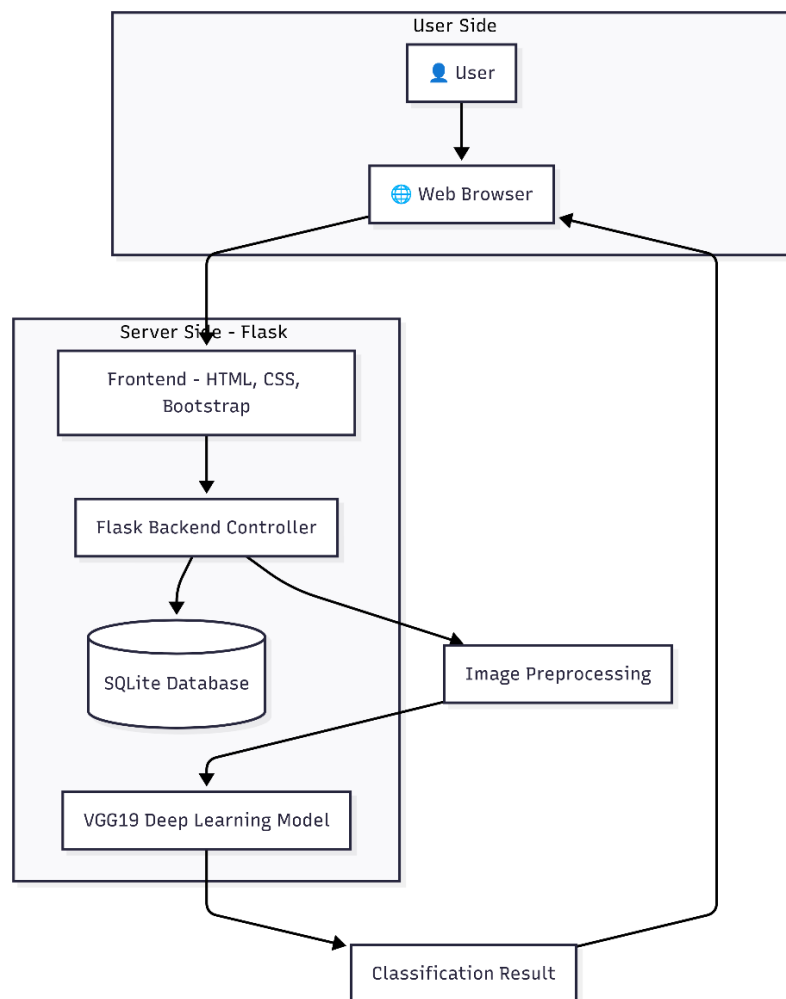 User Side
👤 User
🌐 Web Browser
Server Side - Flask
Frontend - HTML, CSS,
Bootstrap
Flask Backend Controller
SQLite Database
Image Preprocessing
VGG19 Deep Learning Model
Classification Result